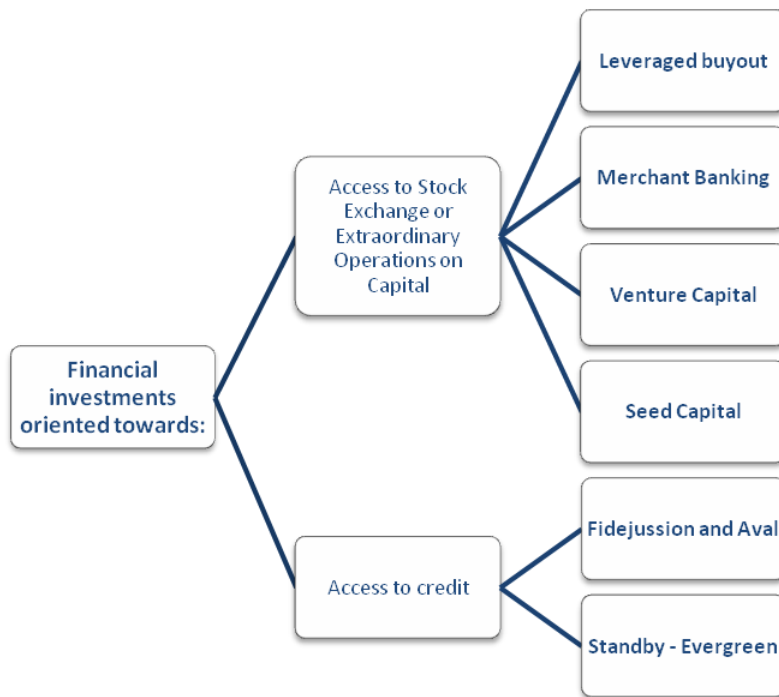 Leveraged buyout
Merchant Banking
Access to Stock
Exchange or
Extraordinary
Operations on
Capital
Venture Capital
Seed Capital
Financial
investments
oriented towards:
Fidejussion and Aval
Access to credit
Standby - Evergreen